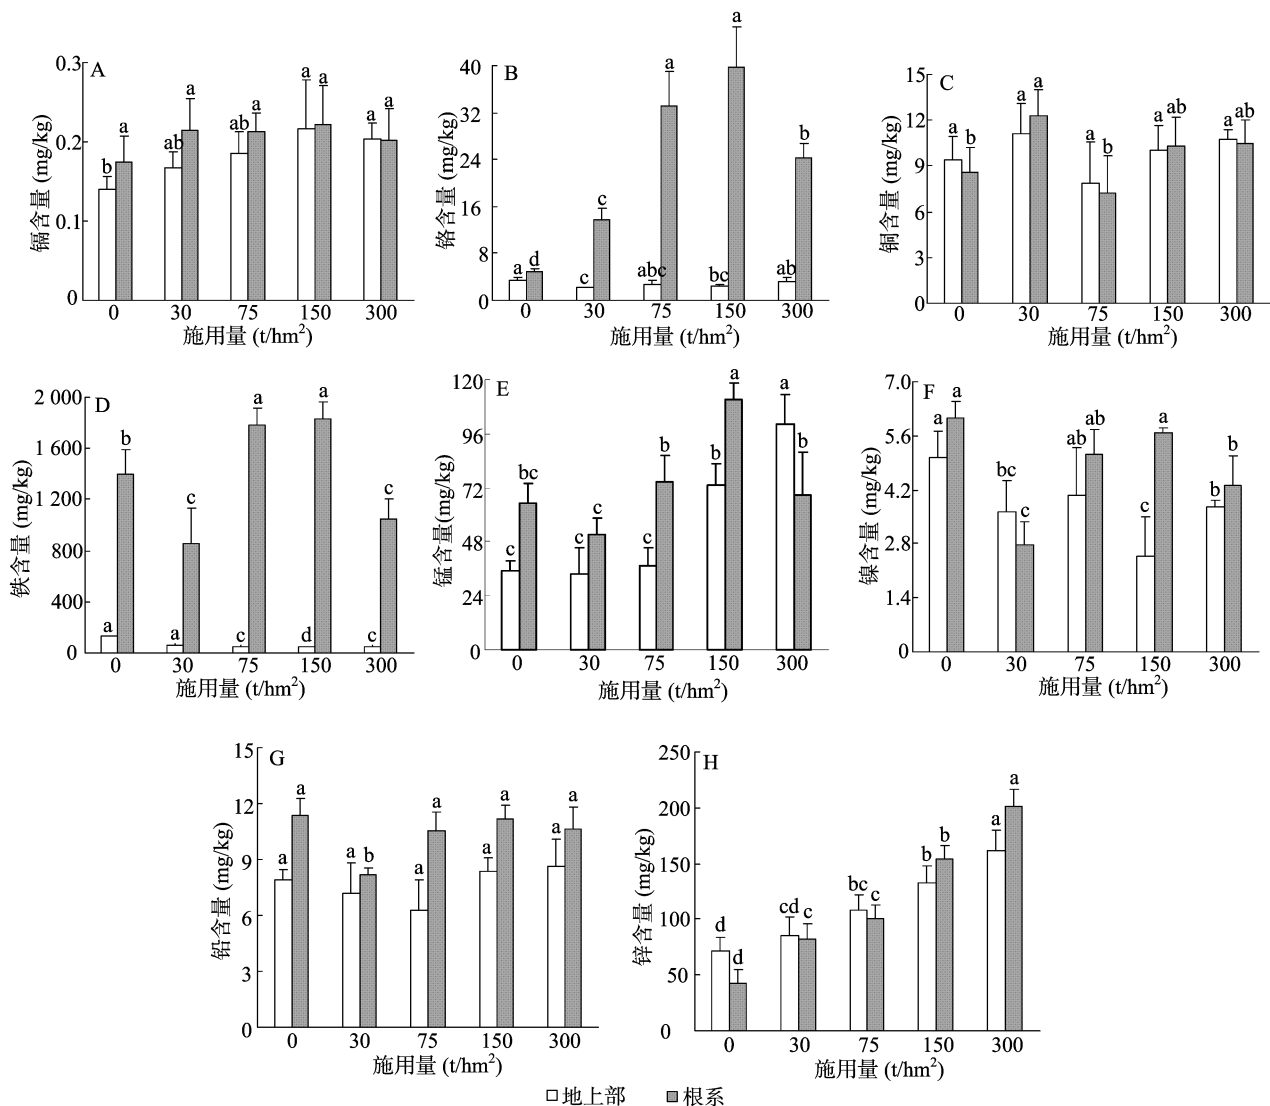 A
镉含量 (mg/kg)
0.3
0.2
0.1
0
b a ab a ab a a a a a
0 30 75 150 300
施用量 (t/hm²)
B
铬含量 (mg/kg)
40
32
24
16
8
0
a d c c abc a bc a ab b
0 30 75 150 300
施用量 (t/hm²)
C
铜含量 (mg/kg)
15
12
9
6
3
0
a b a a a b ab ab a ab
0 30 75 150 300
施用量 (t/hm²)
D
铁含量 (mg/kg)
2 000
1 600
1 200
800
400
0
a b a c c a d a c c
0 30 75 150 300
施用量 (t/hm²)
E
锰含量(mg/kg)
120
96
72
48
24
0
c bc c c c b b a a b
0 30 75 150 300
施用量 (t/hm²)
F
镍含量 (mg/kg)
7.0
5.6
4.2
2.8
1.4
0
a a bc c ab ab c a b b
0 30 75 150 300
施用量 (t/hm²)
G
铅含量 (mg/kg)
15
12
9
6
3
0
a a a b a a a a a a
0 30 75 150 300
施用量 (t/hm²)
H
锌含量 (mg/kg)
250
200
150
100
50
0
d d cd c bc c b b a a
0 30 75 150 300
施用量 (t/hm²)
地上部 根系